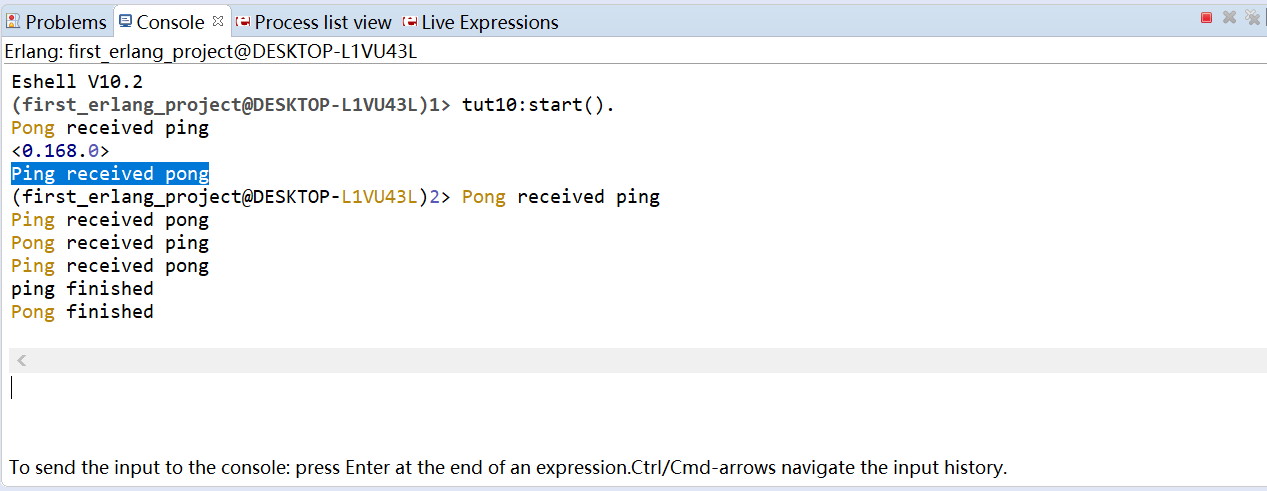 Problems Console Process list view Live Expressions
Erlang: first_erlang_project@DESKTOP-L1VU43L
Eshell V10.2
(first_erlang_project@DESKTOP-L1VU43L)1> tut10:start().
Pong received ping
<0.168.0>
Ping received pong
(first_erlang_project@DESKTOP-L1VU43L)2> Pong received ping
Ping received pong
Pong received ping
Ping received pong
ping finished
Pong finished
To send the input to the console: press Enter at the end of an expression.Ctrl/Cmd-arrows navigate the input history.